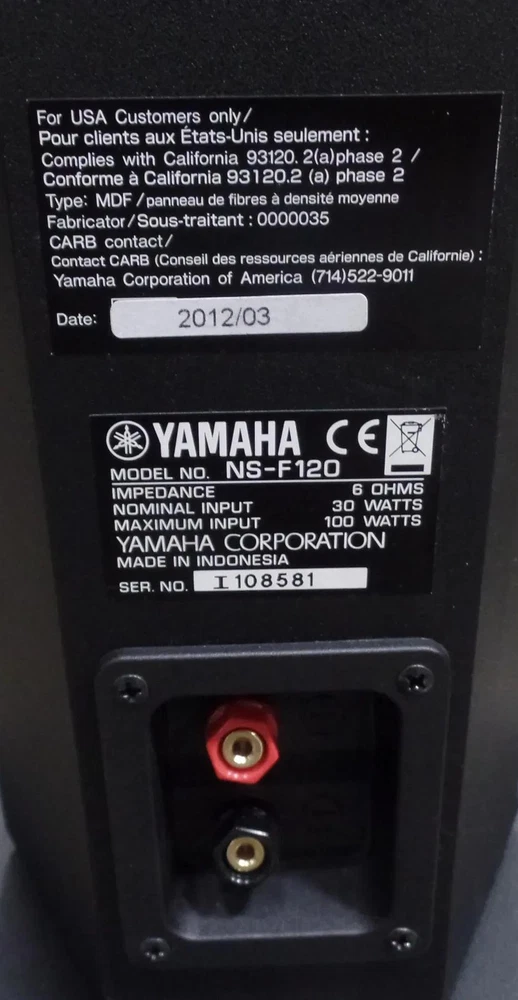 For USA Customers only/
Pour clients aux États-Unis seulement :
Complies with California 93120. 2(a)phase 2 /
Conforme à California 93120.2 (a) phase 2
Type: MDF/panneau de fibres à densité moyenne
Fabricator/Sous-traitant : 0000035
CARB contact/
Contact CARB (Conseil des ressources aériennes de Californie) :
Yamaha Corporation of America (714)522-9011
Date: 2012/03
YAMAHA CE
MODEL NO. NS-F120
IMPEDANCE 6 OHMS
NOMINAL INPUT 30 WATTS
MAXIMUM INPUT 100 WATTS
YAMAHA CORPORATION
MADE IN INDONESIA
SER. NO. I108581